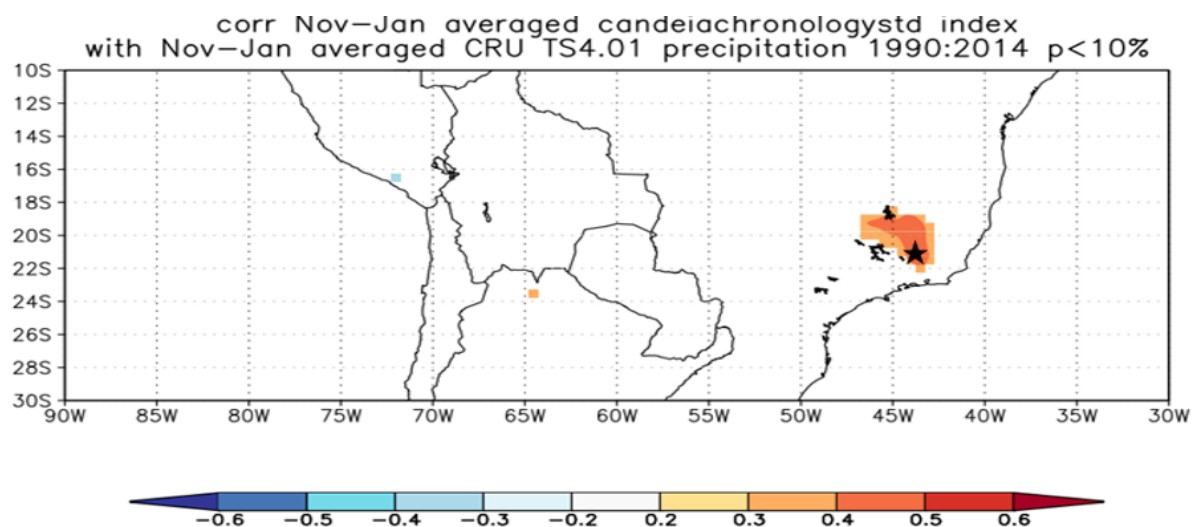 corr Nov-Jan averaged candeiachronologystd index
with Nov-Jan averaged CRU TS4.01 precipitation 1990:2014 p<10%
10S
12S
14S
16S
18S
20S
22S
24S
26S
28S
30S
90W 85W 80W 75W 70W 65W 60W 55W 50W 45W 40W 35W 30W
-0.6 -0.5 -0.4 -0.3 -0.2 0.2 0.3 0.4 0.5 0.6